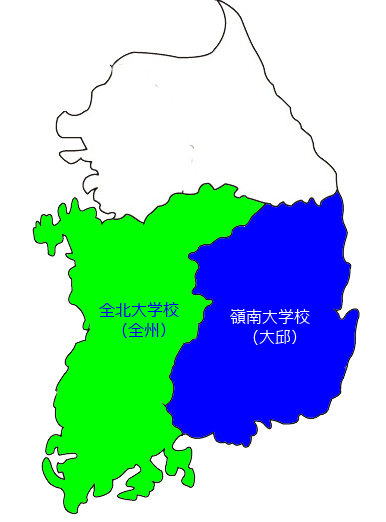 全北大学校
（全州）
嶺南大学校
（大邱）